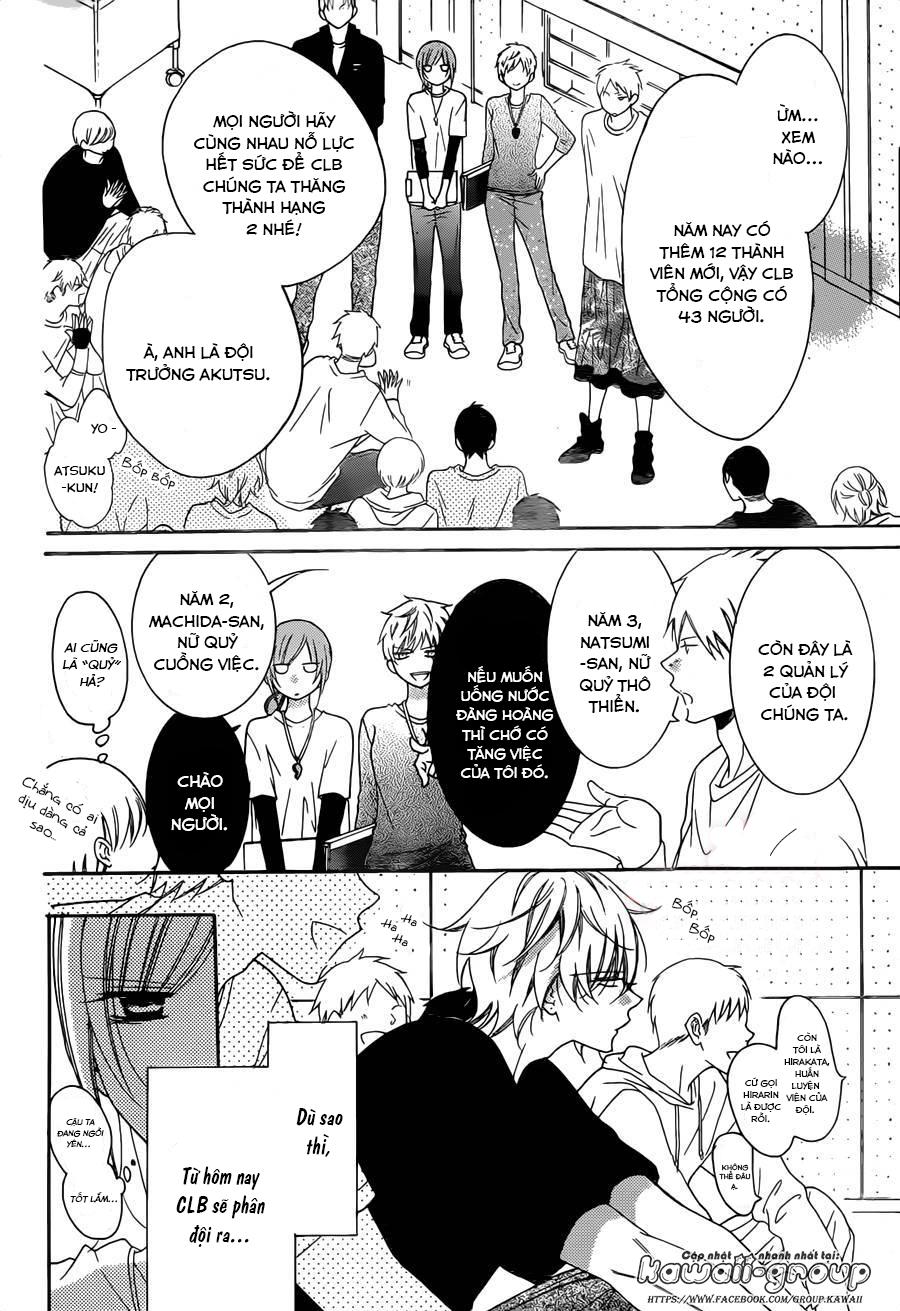 ỪM...
XEM
NÀO...
NĂM NAY CÓ
THÊM 12 THÀNH
VIÊN MỚI, VẬY CLB
TỔNG CỘNG CÓ
43 NGƯỜI.
MỌI NGƯỜI HÃY
CÙNG NHAU NỖ LỰC
HẾT SỨC ĐỂ CLB
CHÚNG TA THĂNG
THÀNH HẠNG
2 NHÉ!
À, ANH LÀ ĐỘI
TRƯỞNG AKUTSU.
YO -
ATSUKU
-KUN!
BỐP BỐP
CÒN ĐÂY LÀ
2 QUẢN LÝ
CỦA ĐỘI
CHÚNG TA.
NĂM 3,
NATSUMI
-SAN, NỮ
QUỶ THÔ
THIỂN.
NẾU MUỐN
UỐNG NƯỚC
ĐÀNG HOÀNG
THÌ CHỚ CÓ
TĂNG VIỆC
CỦA TÔI ĐÓ.
NĂM 2,
MACHIDA-SAN,
NỮ QUỶ
CUỒNG VIỆC.
CHÀO
MỌI
NGƯỜI.
AI CŨNG
LÀ “QUỶ”
HẢ?
Chẳng có ai
dịu dàng cả
sao...
BỐP
BỐP
CÒN
TÔI LÀ
HIRAKATA,
HUẤN
LUYỆN
VIÊN CỦA
ĐỘI.
CỨ GỌI
HIRARIN
LÀ ĐƯỢC
RỒI.
KHÔNG
THỂ ĐÂU
Ạ.
Ha
Ha
Ha
Dù sao
thì,
Từ hôm nay
CLB sẽ phân
đội ra...
CẬU TA
ĐANG NGỒI
YÊN...
TỐT LẮM...
Cập nhật nhanh nhất tại:
kawaii-group
HTTPS://WWW.FACEBOOK.COM/GROUP.KAWAII